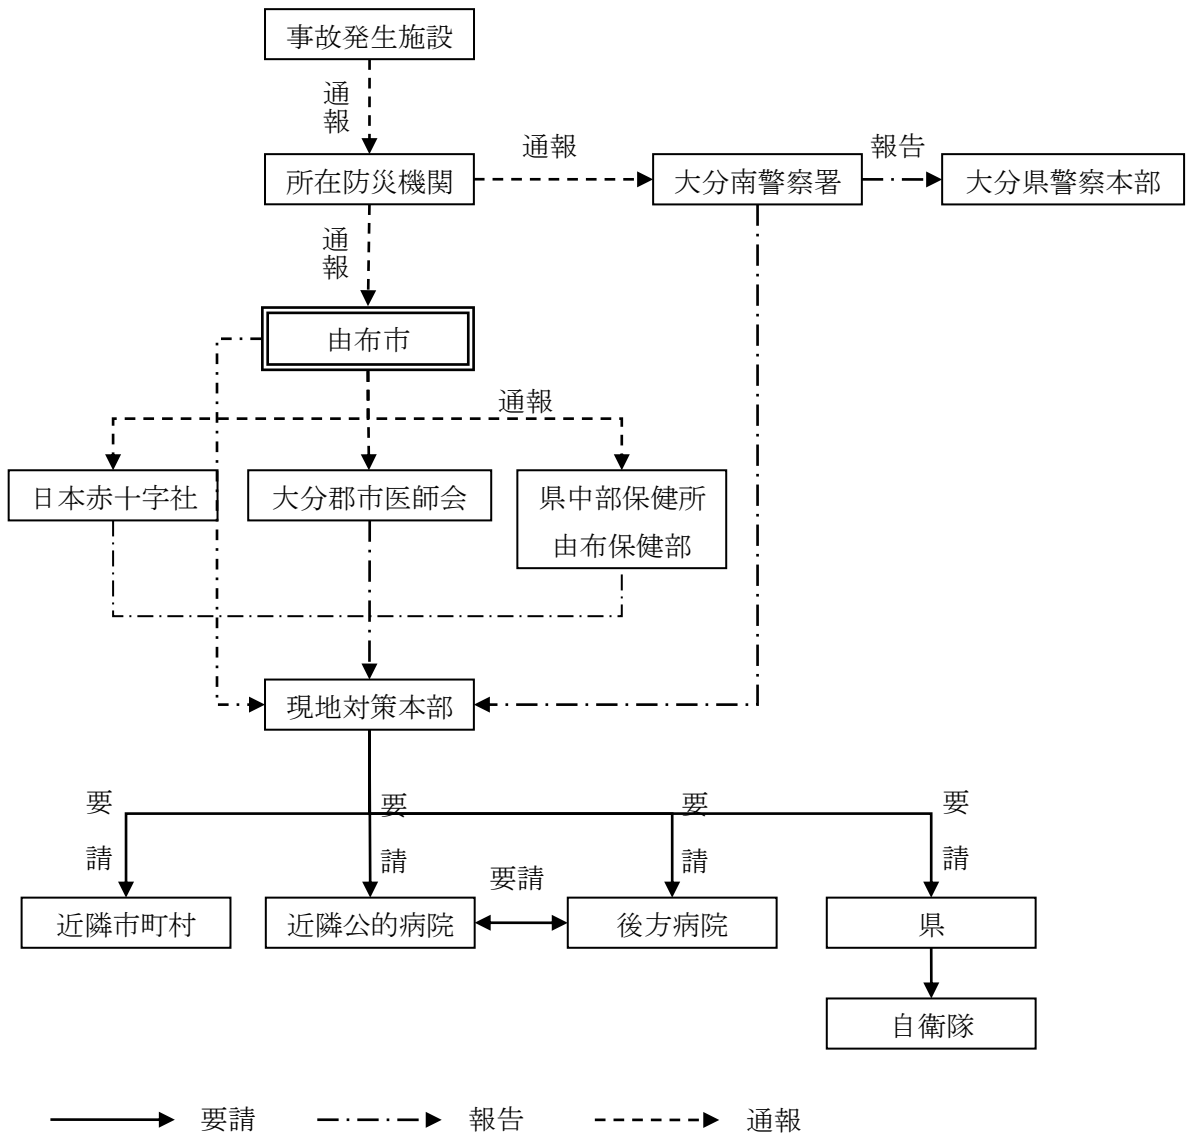 事故発生施設
通報
通報
報告
所在防災機関
大分南警察署
大分県警察本部
通報
由布市
通報
日本赤十字社
大分郡市医師会
県中部保健所
由布保健部
現地対策本部
要請
要請
要請
要請
要請
近隣市町村
近隣公的病院
後方病院
県
自衛隊
要請
報告
通報